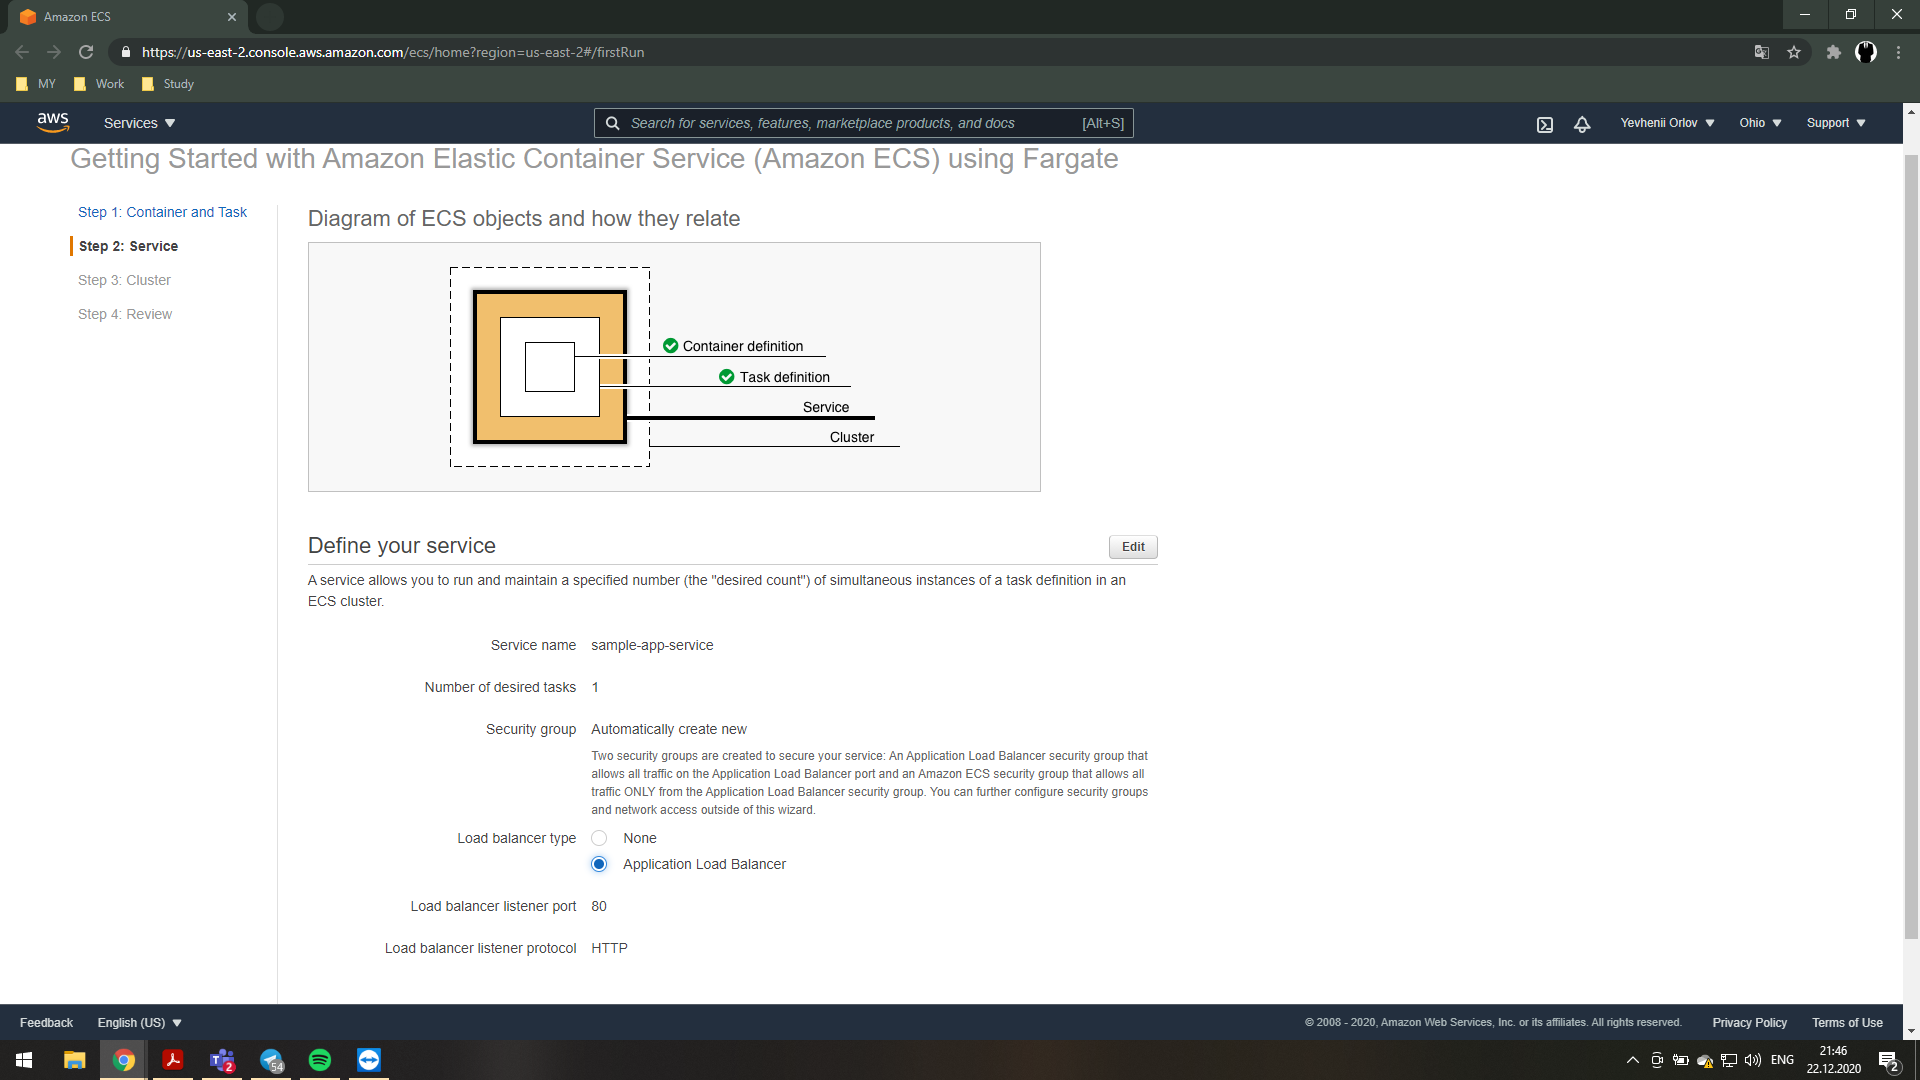 Amazon ECS
https://us-east-2.console.aws.amazon.com/ecs/home?region=us-east-2#/firstRun
MY
Work
Study
aws
Services
Search for services, features, marketplace products, and docs
[Alt+S]
Yevhenii Orlov
Ohio
Support
Getting Started with Amazon Elastic Container Service (Amazon ECS) using Fargate
Step 1: Container and Task
Step 2: Service
Step 3: Cluster
Step 4: Review
Diagram of ECS objects and how they relate
Container definition
Task definition
Service
Cluster
Define your service
Edit
A service allows you to run and maintain a specified number (the "desired count") of simultaneous instances of a task definition in an
ECS cluster.
Service name sample-app-service
Number of desired tasks 1
Security group Automatically create new
Two security groups are created to secure your service: An Application Load Balancer security group that
allows all traffic on the Application Load Balancer port and an Amazon ECS security group that allows all
traffic ONLY from the Application Load Balancer security group. You can further configure security groups
and network access outside of this wizard.
Load balancer type None
Application Load Balancer
Load balancer listener port 80
Load balancer listener protocol HTTP
Feedback
English (US)
© 2008 - 2020, Amazon Web Services, Inc. or its affiliates. All rights reserved.
Privacy Policy
Terms of Use
2
54
ENG
21:46
22.12.2020
2